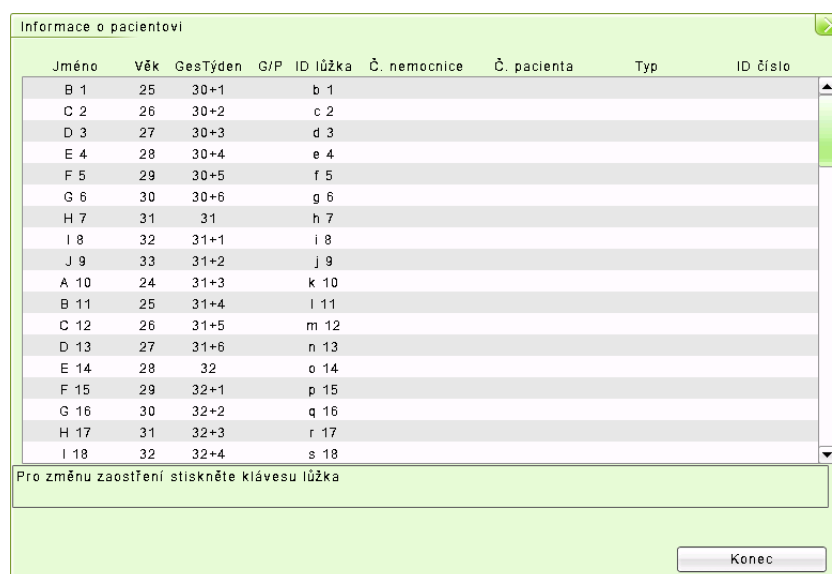 Informace o pacientovi
Jméno Věk GesTýden G/P ID lůžka Č. nemocnice Č. pacienta Typ ID číslo
B 1 25 30+1 b 1
C 2 26 30+2 c 2
D 3 27 30+3 d 3
E 4 28 30+4 e 4
F 5 29 30+5 f 5
G 6 30 30+6 g 6
H 7 31 31 h 7
I 8 32 31+1 i 8
J 9 33 31+2 j 9
A 10 24 31+3 k 10
B 11 25 31+4 l 11
C 12 26 31+5 m 12
D 13 27 31+6 n 13
E 14 28 32 o 14
F 15 29 32+1 p 15
G 16 30 32+2 q 16
H 17 31 32+3 r 17
I 18 32 32+4 s 18
Pro změnu zaostření stiskněte klávesu lůžka
Konec